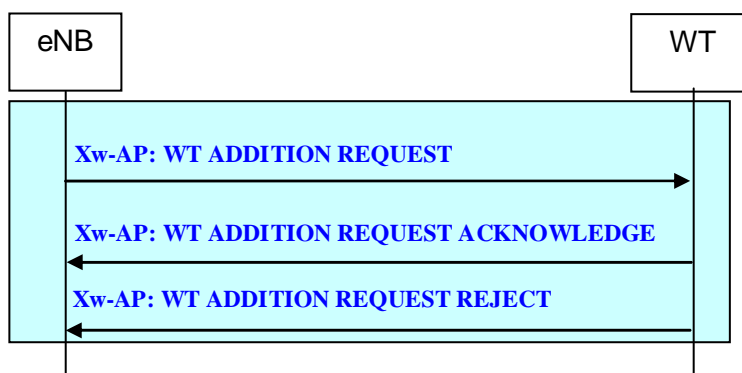 eNB
WT
Xw-AP: WT ADDITION REQUEST
Xw-AP: WT ADDITION REQUEST ACKNOWLEDGE
Xw-AP: WT ADDITION REQUEST REJECT